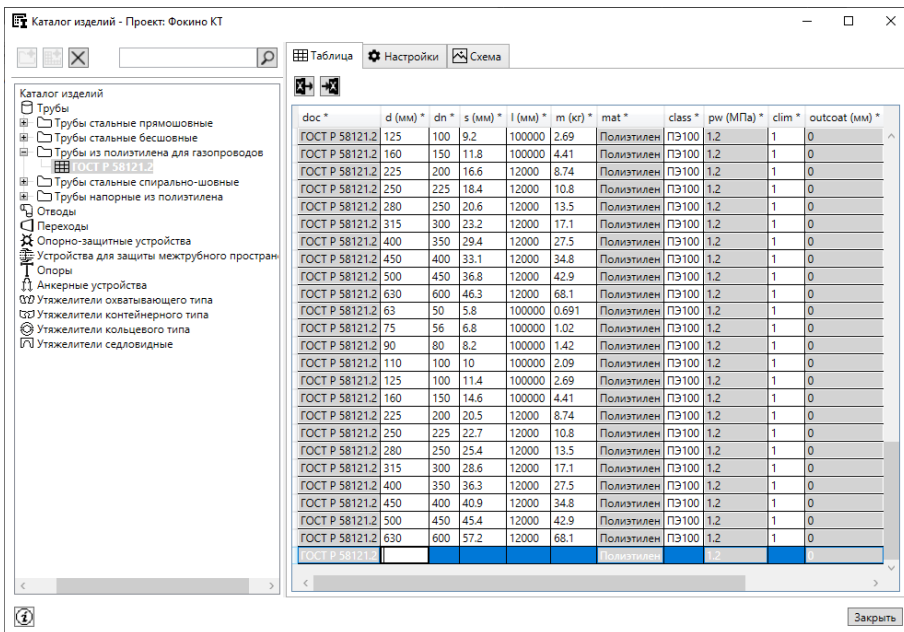 Каталог изделий - Проект: Фокино КТ
Таблица Настройки Схема
Каталог изделий
Трубы
Трубы стальные прямошовные
Трубы стальные бесшовные
Трубы из полиэтилена для газопроводов
ГОСТ Р 58121.2
Трубы стальные спирально-шовные
Трубы напорные из полиэтилена
Отводы
Переходы
Опорно-защитные устройства
Устройства для защиты межтрубного простран
Опоры
Анкерные устройства
Утяжелители охватывающего типа
Утяжелители контейнерного типа
Утяжелители кольцевого типа
Утяжелители седловидные
doc * d (мм) * dn * s (мм) * l (мм) * m (кг) * mat * class * pw (МПа) * clim * outcoat (мм) *
ГОСТ Р 58121.2 125 100 9.2 100000 2.69 Полиэтилен ПЭ100 1.2 1 0
ГОСТ Р 58121.2 160 150 11.8 100000 4.41 Полиэтилен ПЭ100 1.2 1 0
ГОСТ Р 58121.2 225 200 16.6 12000 8.74 Полиэтилен ПЭ100 1.2 1 0
ГОСТ Р 58121.2 250 225 18.4 12000 10.8 Полиэтилен ПЭ100 1.2 1 0
ГОСТ Р 58121.2 280 250 20.6 12000 13.5 Полиэтилен ПЭ100 1.2 1 0
ГОСТ Р 58121.2 315 300 23.2 12000 17.1 Полиэтилен ПЭ100 1.2 1 0
ГОСТ Р 58121.2 400 350 29.4 12000 27.5 Полиэтилен ПЭ100 1.2 1 0
ГОСТ Р 58121.2 450 400 33.1 12000 34.8 Полиэтилен ПЭ100 1.2 1 0
ГОСТ Р 58121.2 500 450 36.8 12000 42.9 Полиэтилен ПЭ100 1.2 1 0
ГОСТ Р 58121.2 630 600 46.3 12000 68.1 Полиэтилен ПЭ100 1.2 1 0
ГОСТ Р 58121.2 63 50 5.8 100000 0.691 Полиэтилен ПЭ100 1.2 1 0
ГОСТ Р 58121.2 75 56 6.8 100000 1.02 Полиэтилен ПЭ100 1.2 1 0
ГОСТ Р 58121.2 90 80 8.2 100000 1.42 Полиэтилен ПЭ100 1.2 1 0
ГОСТ Р 58121.2 110 100 10 100000 2.09 Полиэтилен ПЭ100 1.2 1 0
ГОСТ Р 58121.2 125 100 11.4 100000 2.69 Полиэтилен ПЭ100 1.2 1 0
ГОСТ Р 58121.2 160 150 14.6 100000 4.41 Полиэтилен ПЭ100 1.2 1 0
ГОСТ Р 58121.2 225 200 20.5 12000 8.74 Полиэтилен ПЭ100 1.2 1 0
ГОСТ Р 58121.2 250 225 22.7 12000 10.8 Полиэтилен ПЭ100 1.2 1 0
ГОСТ Р 58121.2 280 250 25.4 12000 13.5 Полиэтилен ПЭ100 1.2 1 0
ГОСТ Р 58121.2 315 300 28.6 12000 17.1 Полиэтилен ПЭ100 1.2 1 0
ГОСТ Р 58121.2 400 350 36.3 12000 27.5 Полиэтилен ПЭ100 1.2 1 0
ГОСТ Р 58121.2 450 400 40.9 12000 34.8 Полиэтилен ПЭ100 1.2 1 0
ГОСТ Р 58121.2 500 450 45.4 12000 42.9 Полиэтилен ПЭ100 1.2 1 0
ГОСТ Р 58121.2 630 600 57.2 12000 68.1 Полиэтилен ПЭ100 1.2 1 0
ГОСТ Р 58121.2 Полиэтилен 1.2 0
Закрыть